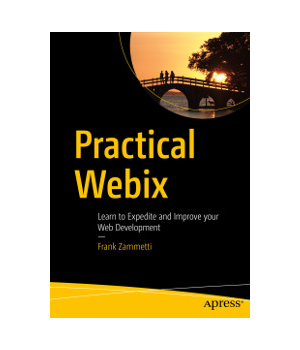 Practical
Webix
Learn to Expedite and Improve your
Web Development
—
Frank Zammetti
Apress®